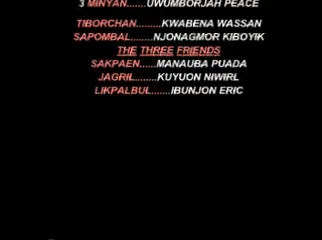 3 MINYAN.......UWUMBORJAH PEACE
TIBORCHAN........KWABENA WASSAN
SAPOMBAL........NJONAGMOR KIBOYIK
THE THREE FRIENDS
SAKPAEN......MANAUBA PUADA
JAGRIL........KUYUON NIWIRL
LIKPALBUL.......IBUNJON ERIC